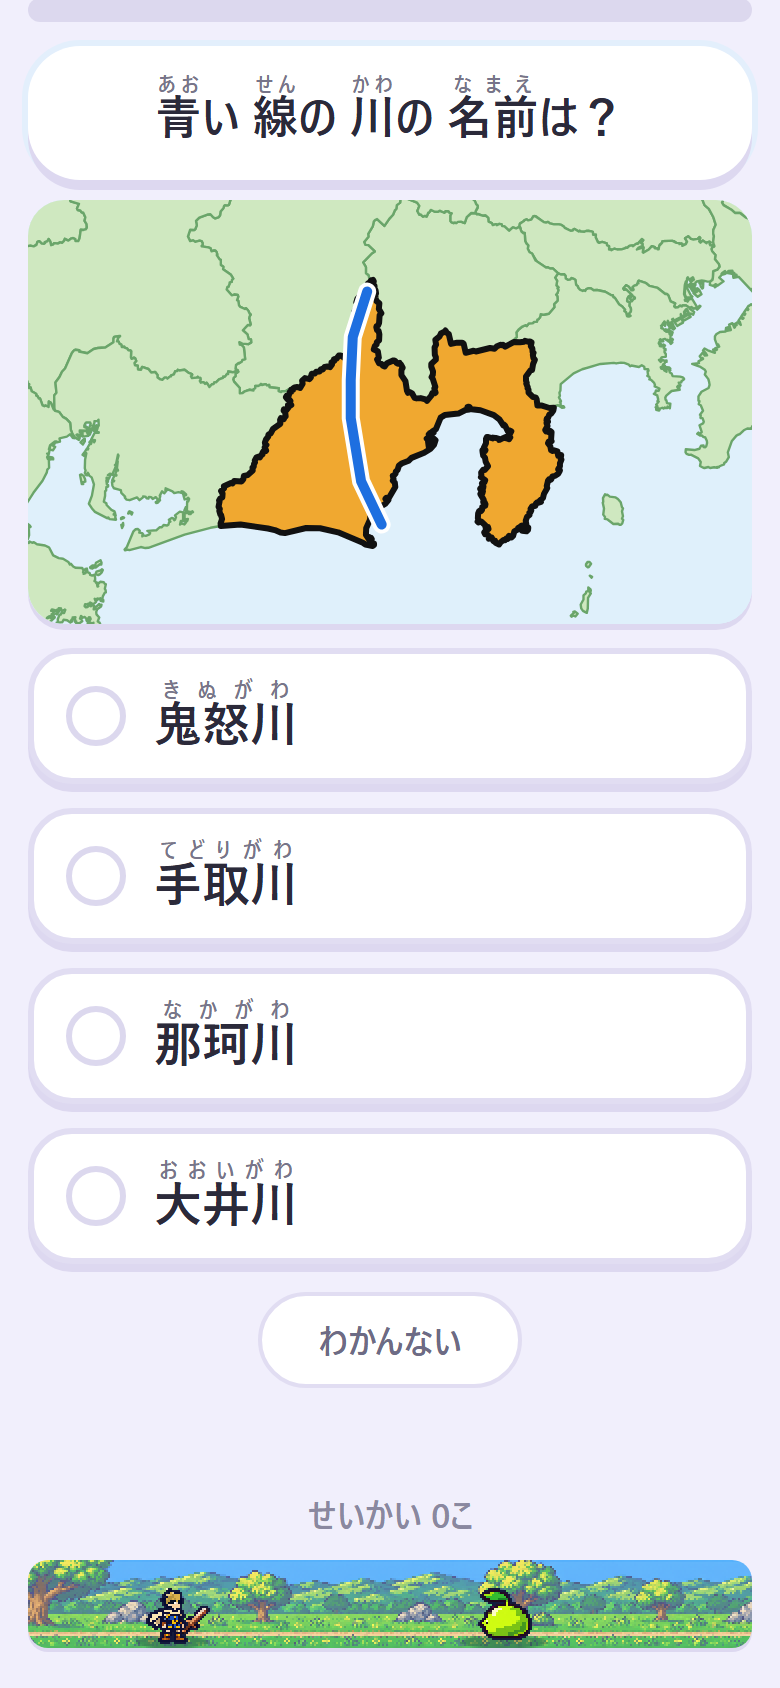 青い 線の 川の 名前は？
あお せん かわ なまえ
鬼怒川
きぬがわ
手取川
てどりがわ
那珂川
なかがわ
大井川
おおいがわ
わかんない
せいかい 0こ